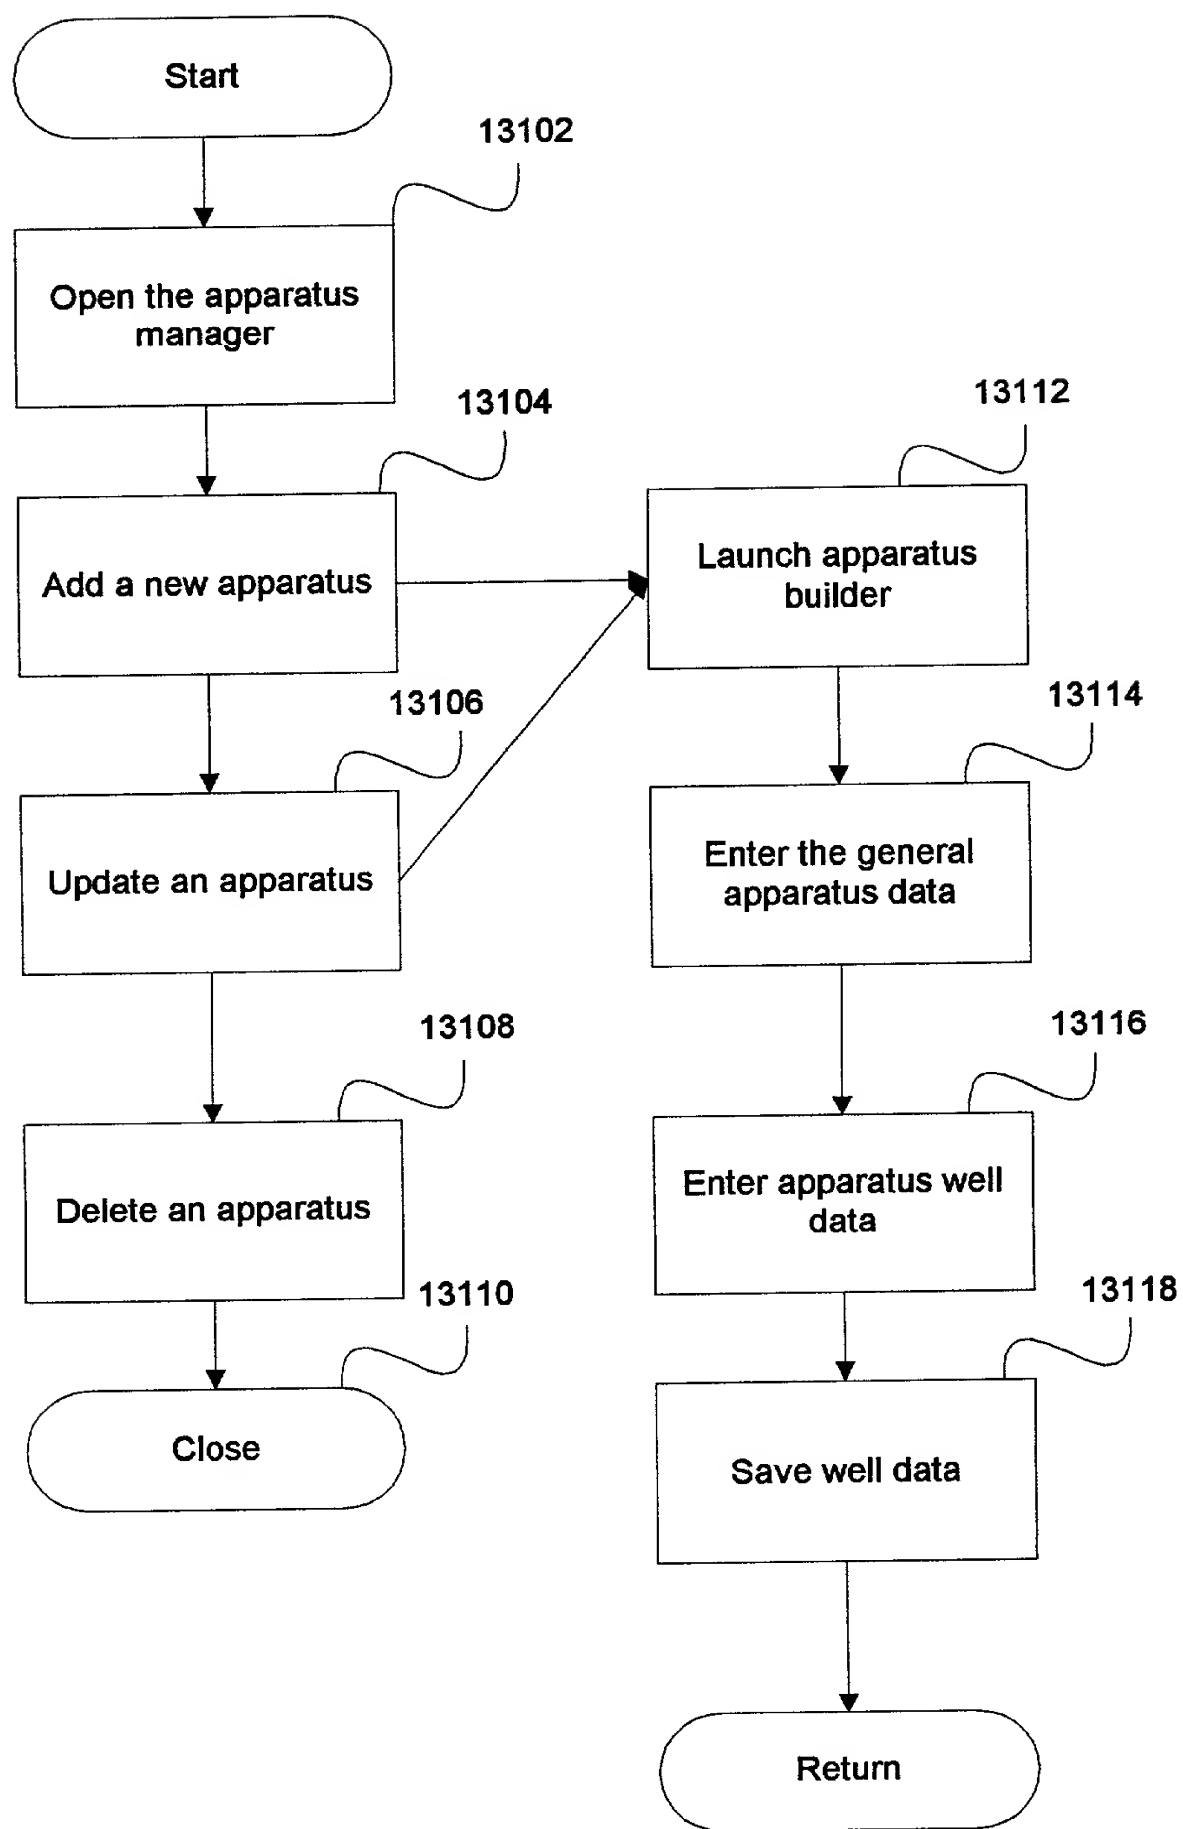 Start
13102
Open the apparatus
manager
13104
Add a new apparatus
13106
Update an apparatus
13108
Delete an apparatus
13110
Close
13112
Launch apparatus
builder
13114
Enter the general
apparatus data
13116
Enter apparatus well
data
13118
Save well data
Return